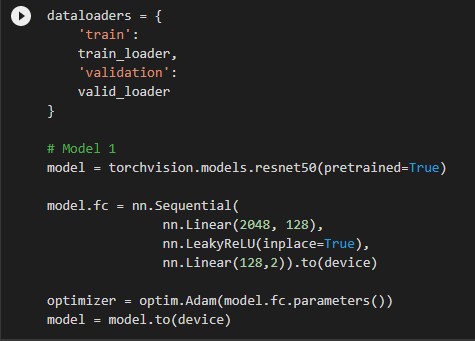 dataloaders = {
    'train':
    train_loader,
    'validation':
    valid_loader
}

# Model 1
model = torchvision.models.resnet50(pretrained=True)

model.fc = nn.Sequential(
               nn.Linear(2048, 128),
               nn.LeakyReLU(inplace=True),
               nn.Linear(128,2)).to(device)

optimizer = optim.Adam(model.fc.parameters())
model = model.to(device)